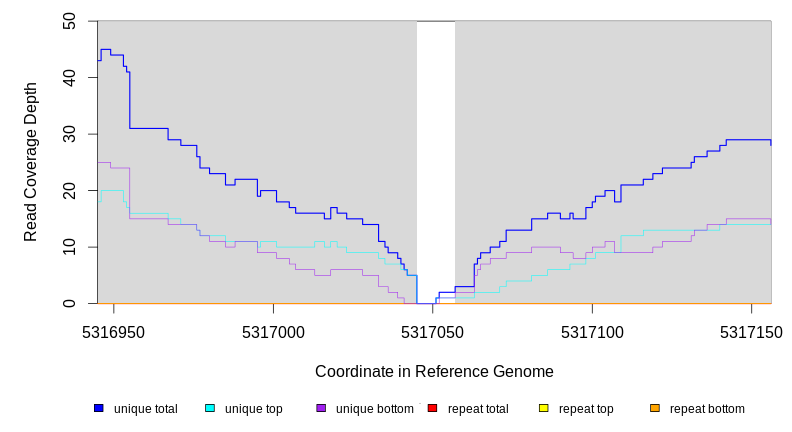 50
40
30
20
10
0
Read Coverage Depth
5316950 5317000 5317050 5317100 5317150
Coordinate in Reference Genome
unique total unique top unique bottom repeat total repeat top repeat bottom